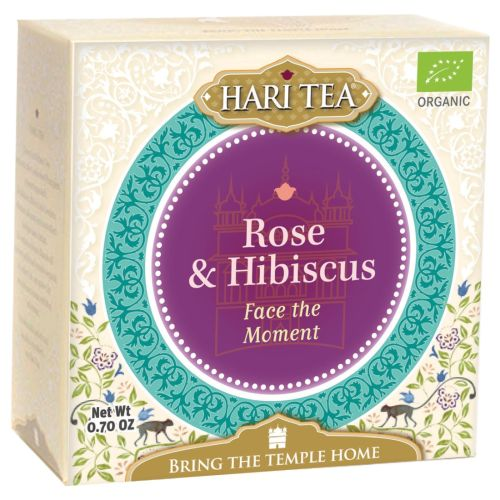 HARI TEA
ORGANIC
Rose
& Hibiscus
Face the
Moment
Net Wt
0.70 OZ
BRING THE TEMPLE HOME